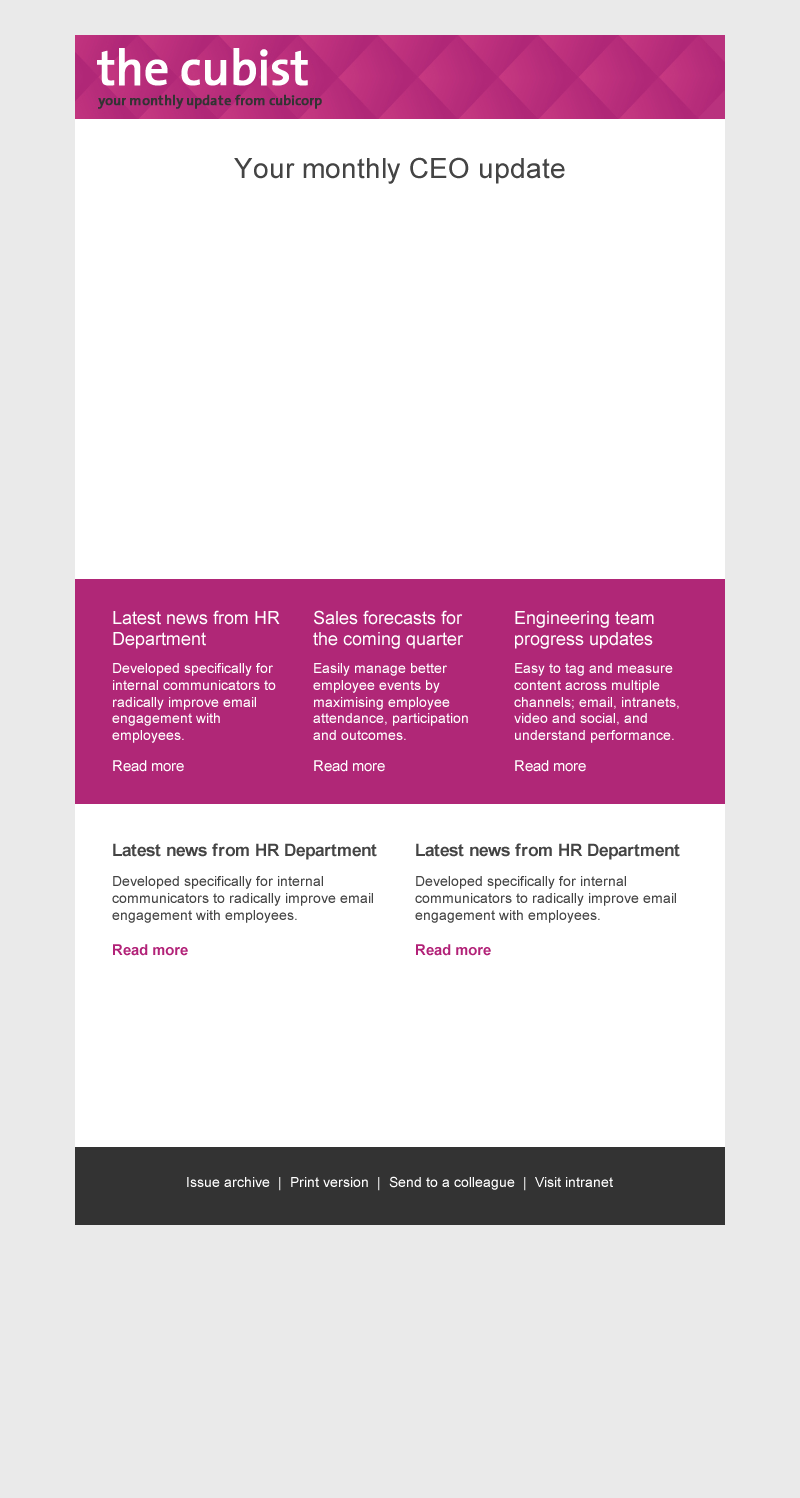 the cubist
your monthly update from cubicorp
Your monthly CEO update
Latest news from HR
Department
Developed specifically for
internal communicators to
radically improve email
engagement with
employees.
Read more
Sales forecasts for
the coming quarter
Easily manage better
employee events by
maximising employee
attendance, participation
and outcomes.
Read more
Engineering team
progress updates
Easy to tag and measure
content across multiple
channels; email, intranets,
video and social, and
understand performance.
Read more
Latest news from HR Department
Developed specifically for internal
communicators to radically improve email
engagement with employees.
Read more
Latest news from HR Department
Developed specifically for internal
communicators to radically improve email
engagement with employees.
Read more
Issue archive | Print version | Send to a colleague | Visit intranet